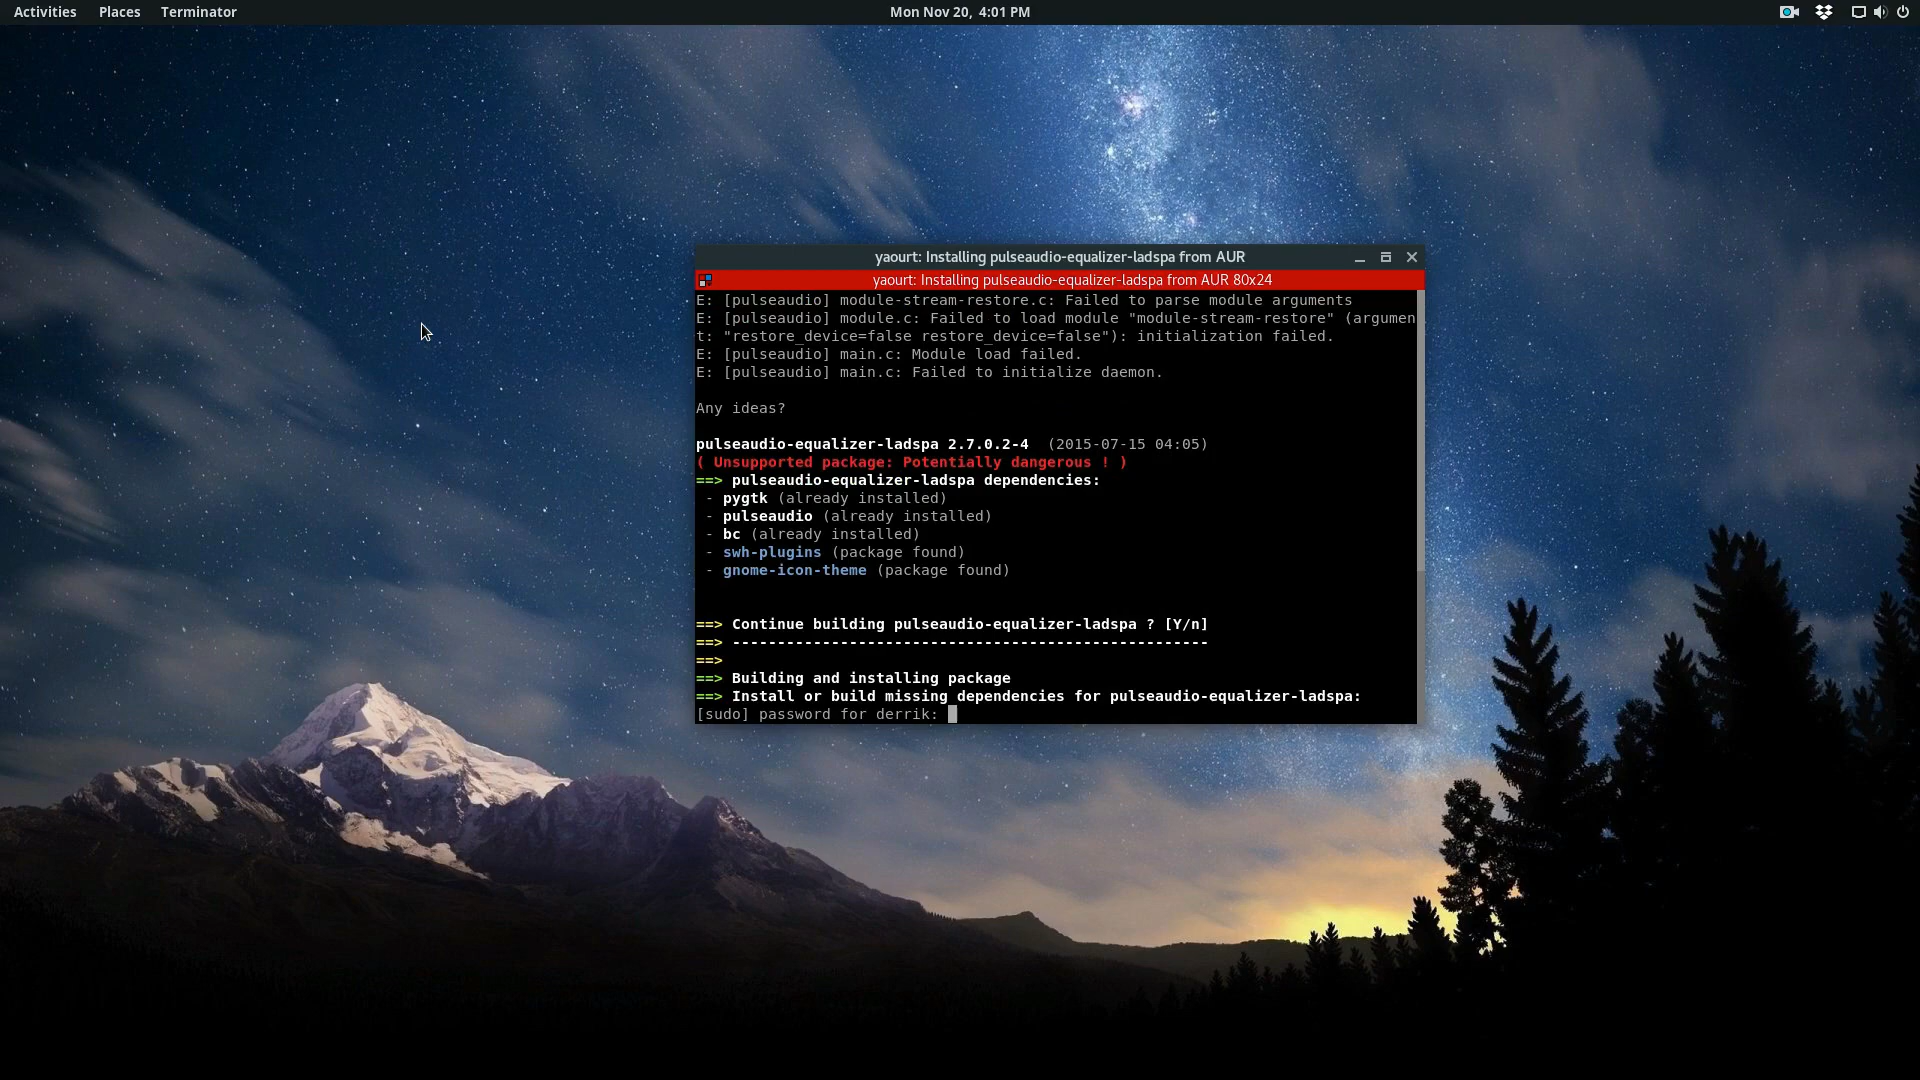 Activities Places Terminator Mon Nov 20, 4:01 PM
yaourt: Installing pulseaudio-equalizer-ladspa from AUR
yaourt: Installing pulseaudio-equalizer-ladspa from AUR 80x24
E: [pulseaudio] module-stream-restore.c: Failed to parse module arguments
E: [pulseaudio] module.c: Failed to load module "module-stream-restore" (argumen
t: "restore_device=false restore_device=false"): initialization failed.
E: [pulseaudio] main.c: Module load failed.
E: [pulseaudio] main.c: Failed to initialize daemon.
Any ideas?
pulseaudio-equalizer-ladspa 2.7.0.2-4  (2015-07-15 04:05)
( Unsupported package: Potentially dangerous ! )
==> pulseaudio-equalizer-ladspa dependencies:
- pygtk (already installed)
- pulseaudio (already installed)
- bc (already installed)
- swh-plugins (package found)
- gnome-icon-theme (package found)
==> Continue building pulseaudio-equalizer-ladspa ? [Y/n]
==> -----------------------------------------------------
==>
==> Building and installing package
==> Install or build missing dependencies for pulseaudio-equalizer-ladspa:
[sudo] password for derrik: